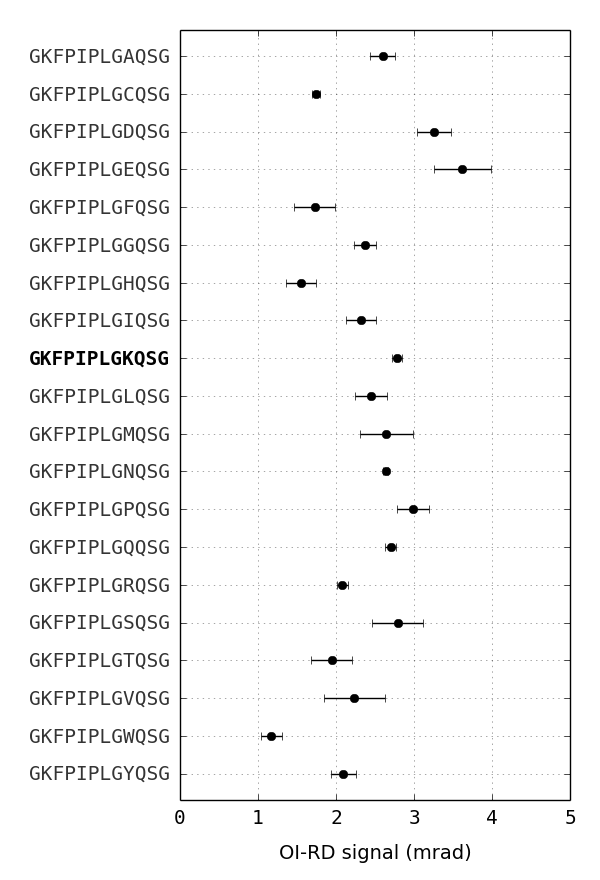 GKFPIPLGAQSG
GKFPIPLGCQSG
GKFPIPLGDQSG
GKFPIPLGEQSG
GKFPIPLGFQSG
GKFPIPLGGQSG
GKFPIPLGHQSG
GKFPIPLGIQSG
GKFPIPLGKQSG
GKFPIPLGLQSG
GKFPIPLGMQSG
GKFPIPLGNQSG
GKFPIPLGPQSG
GKFPIPLGQQSG
GKFPIPLGRQSG
GKFPIPLGSQSG
GKFPIPLGTQSG
GKFPIPLGVQSG
GKFPIPLGWQSG
GKFPIPLGYQSG
0 1 2 3 4 5
OI-RD signal (mrad)